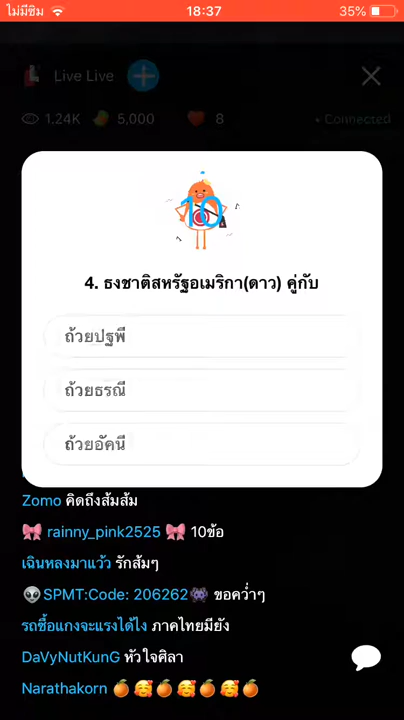 ไม่มีซิม 18:37 35%
Live Live
1.24K 5,000 8 • Connected
10
4. ธงชาติสหรัฐอเมริกา(ดาว) คู่กับ
ถ้วยปฐพี
ถ้วยธรณี
ถ้วยอัคนี
Zomo คิดถึงส้มส้ม
🎀 rainny_pink2525 🎀 10ข้อ
เฉินหลงมาแว้ว รักส้มๆ
👽SPMT:Code: 206262👾 ขอคว่ำๆ
รถซื้อแกงจะแรงได้ไง ภาคไทยมียัง
DaVyNutKunG หัวใจศิลา
Narathakorn 🍊🥰🍊🥰🍊🥰🍊